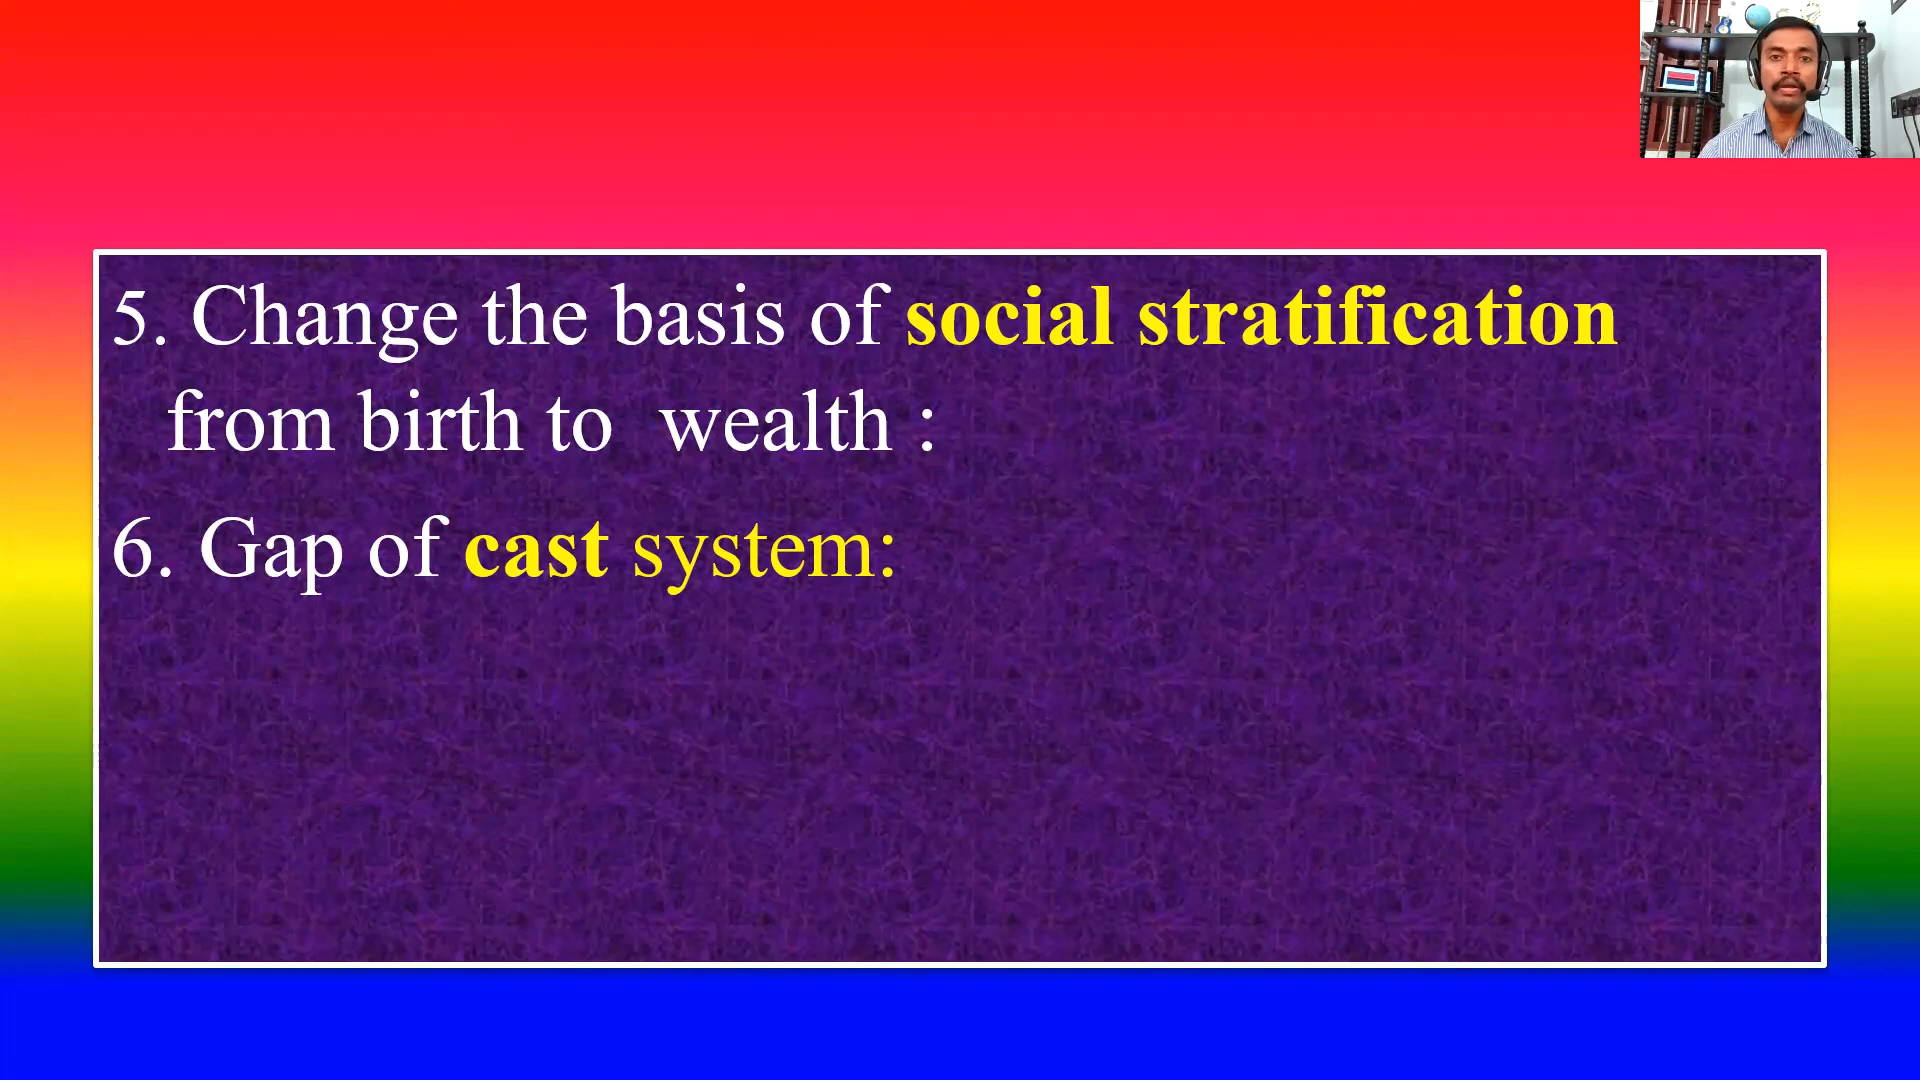 5. Change the basis of social stratification
from birth to wealth :
6. Gap of cast system: